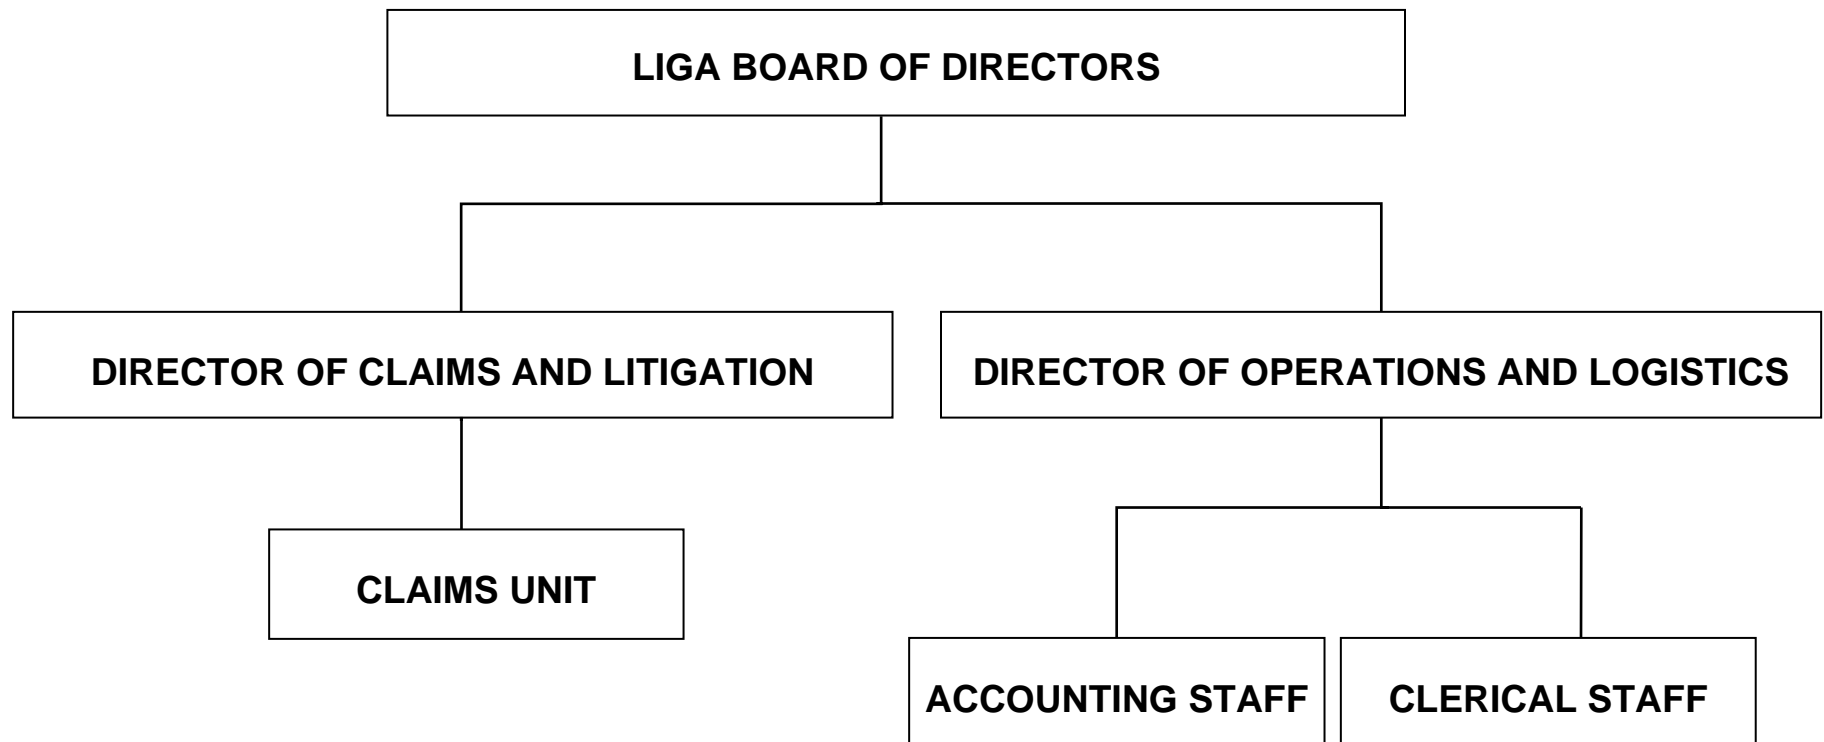 LIGA BOARD OF DIRECTORS
DIRECTOR OF CLAIMS AND LITIGATION
DIRECTOR OF OPERATIONS AND LOGISTICS
CLAIMS UNIT
ACCOUNTING STAFF
CLERICAL STAFF